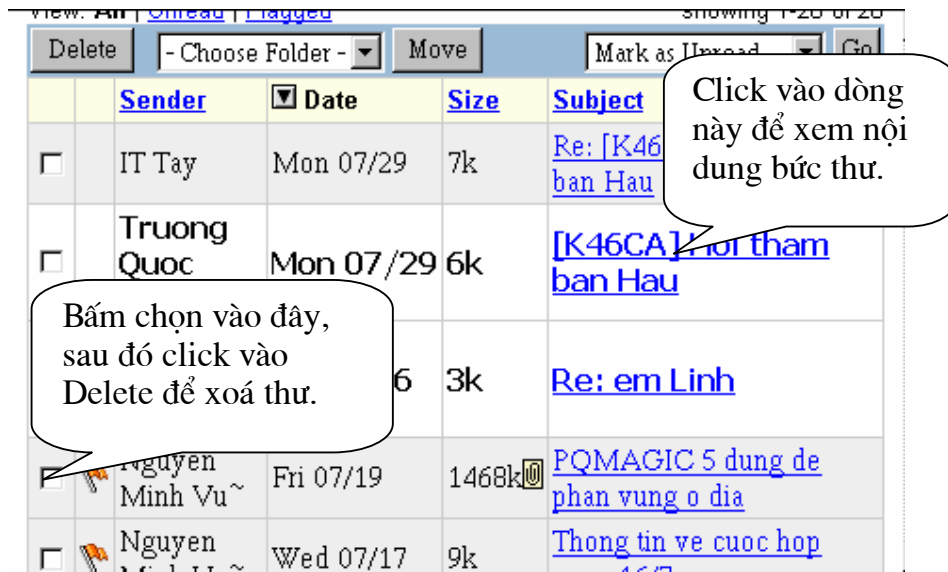 View: All | Unread | Flagged
Showing 1-20 of 20
Delete - Choose Folder - Move Mark as Unread Go
Sender Date Size Subject
IT Tay Mon 07/29 7k Re: [K46
ban Hau
Click vào dòng
này để xem nội
dung bức thư.
Truong
Quoc Mon 07/29 6k [K46CA] Hoi tham
ban Hau
Bấm chọn vào đây,
sau đó click vào
Delete để xoá thư.
6 3k Re: em Linh
Nguyen
Minh Vu~ Fri 07/19 1468k PQMAGIC 5 dung de
phan vung o dia
Nguyen
Wed 07/17 9k Thong tin ve cuoc hop